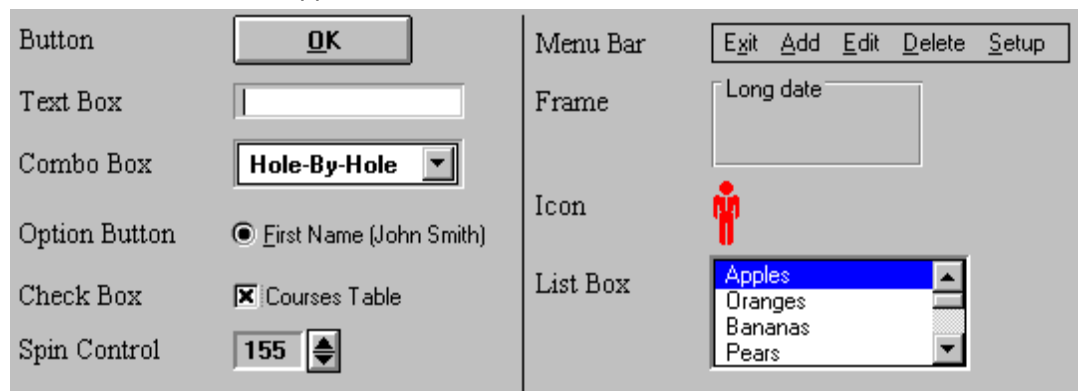 Button
OK
Text Box
Combo Box
Hole-By-Hole
Option Button
First Name (John Smith)
Check Box
Courses Table
Spin Control
155
Menu Bar
Exit Add Edit Delete Setup
Frame
Long date
Icon
List Box
Apples
Oranges
Bananas
Pears